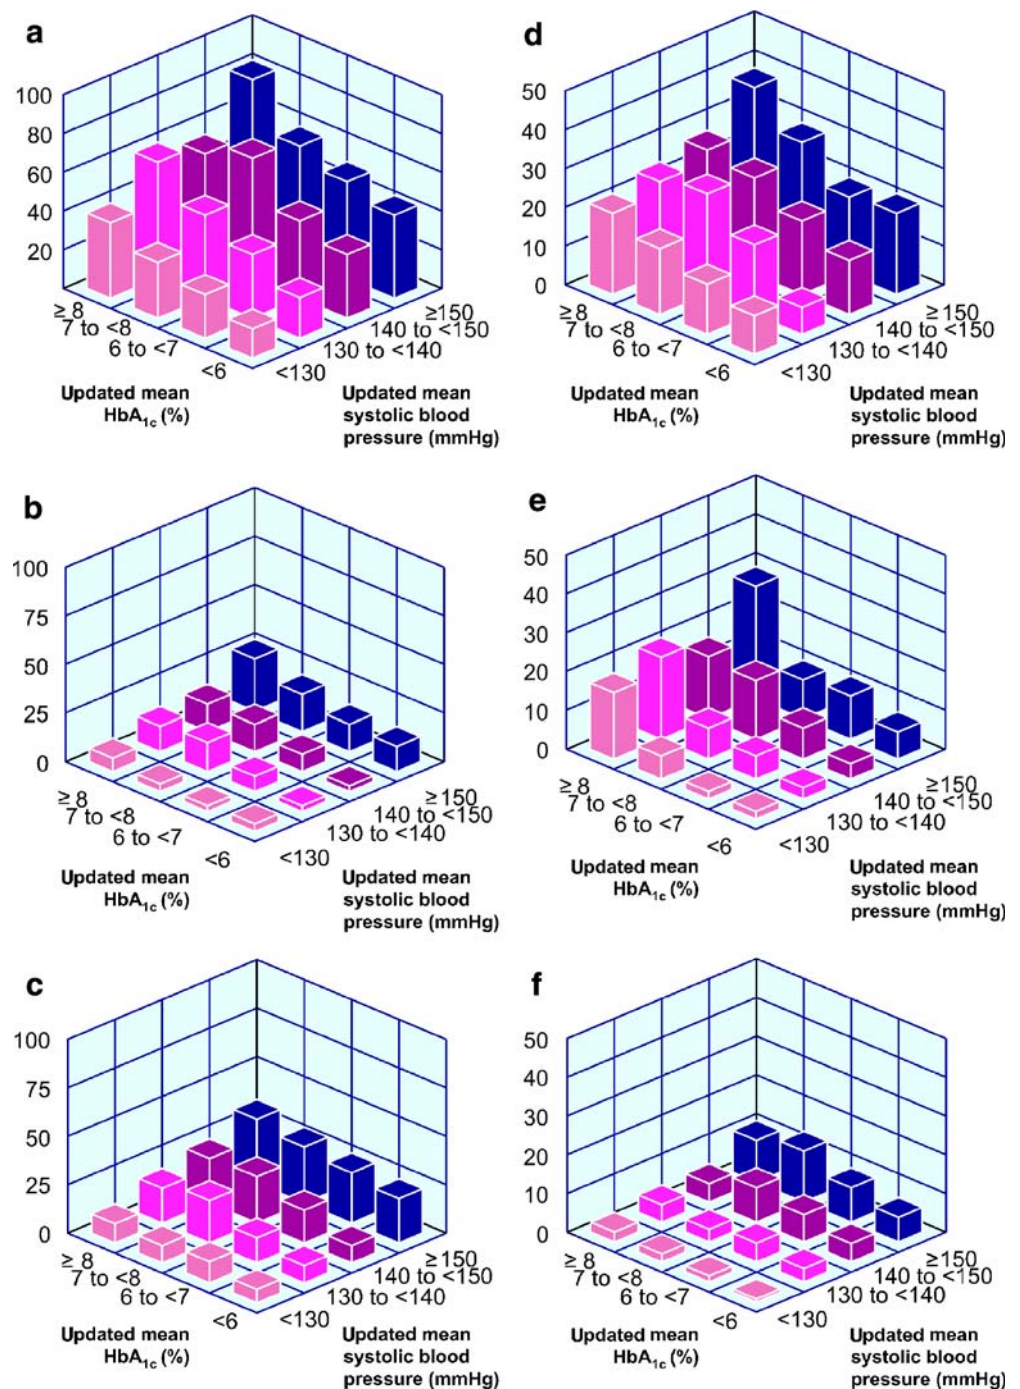 a
100
80
60
40
20
≥ 8
7 to <8
6 to <7
<6
<130
130 to <140
140 to <150
≥150
Updated mean
HbA1c (%)
Updated mean
systolic blood
pressure (mmHg)
d
50
40
30
20
10
0
≥ 8
7 to <8
6 to <7
<6
<130
130 to <140
140 to <150
≥150
Updated mean
HbA1c (%)
Updated mean
systolic blood
pressure (mmHg)
b
100
75
50
25
0
≥ 8
7 to <8
6 to <7
<6
<130
130 to <140
140 to <150
≥150
Updated mean
HbA1c (%)
Updated mean
systolic blood
pressure (mmHg)
e
50
40
30
20
10
0
≥ 8
7 to <8
6 to <7
<6
<130
130 to <140
140 to <150
≥150
Updated mean
HbA1c (%)
Updated mean
systolic blood
pressure (mmHg)
c
100
75
50
25
0
≥ 8
7 to <8
6 to <7
<6
<130
130 to <140
140 to <150
≥150
Updated mean
HbA1c (%)
Updated mean
systolic blood
pressure (mmHg)
f
50
40
30
20
10
0
≥ 8
7 to <8
6 to <7
<6
<130
130 to <140
140 to <150
≥150
Updated mean
HbA1c (%)
Updated mean
systolic blood
pressure (mmHg)